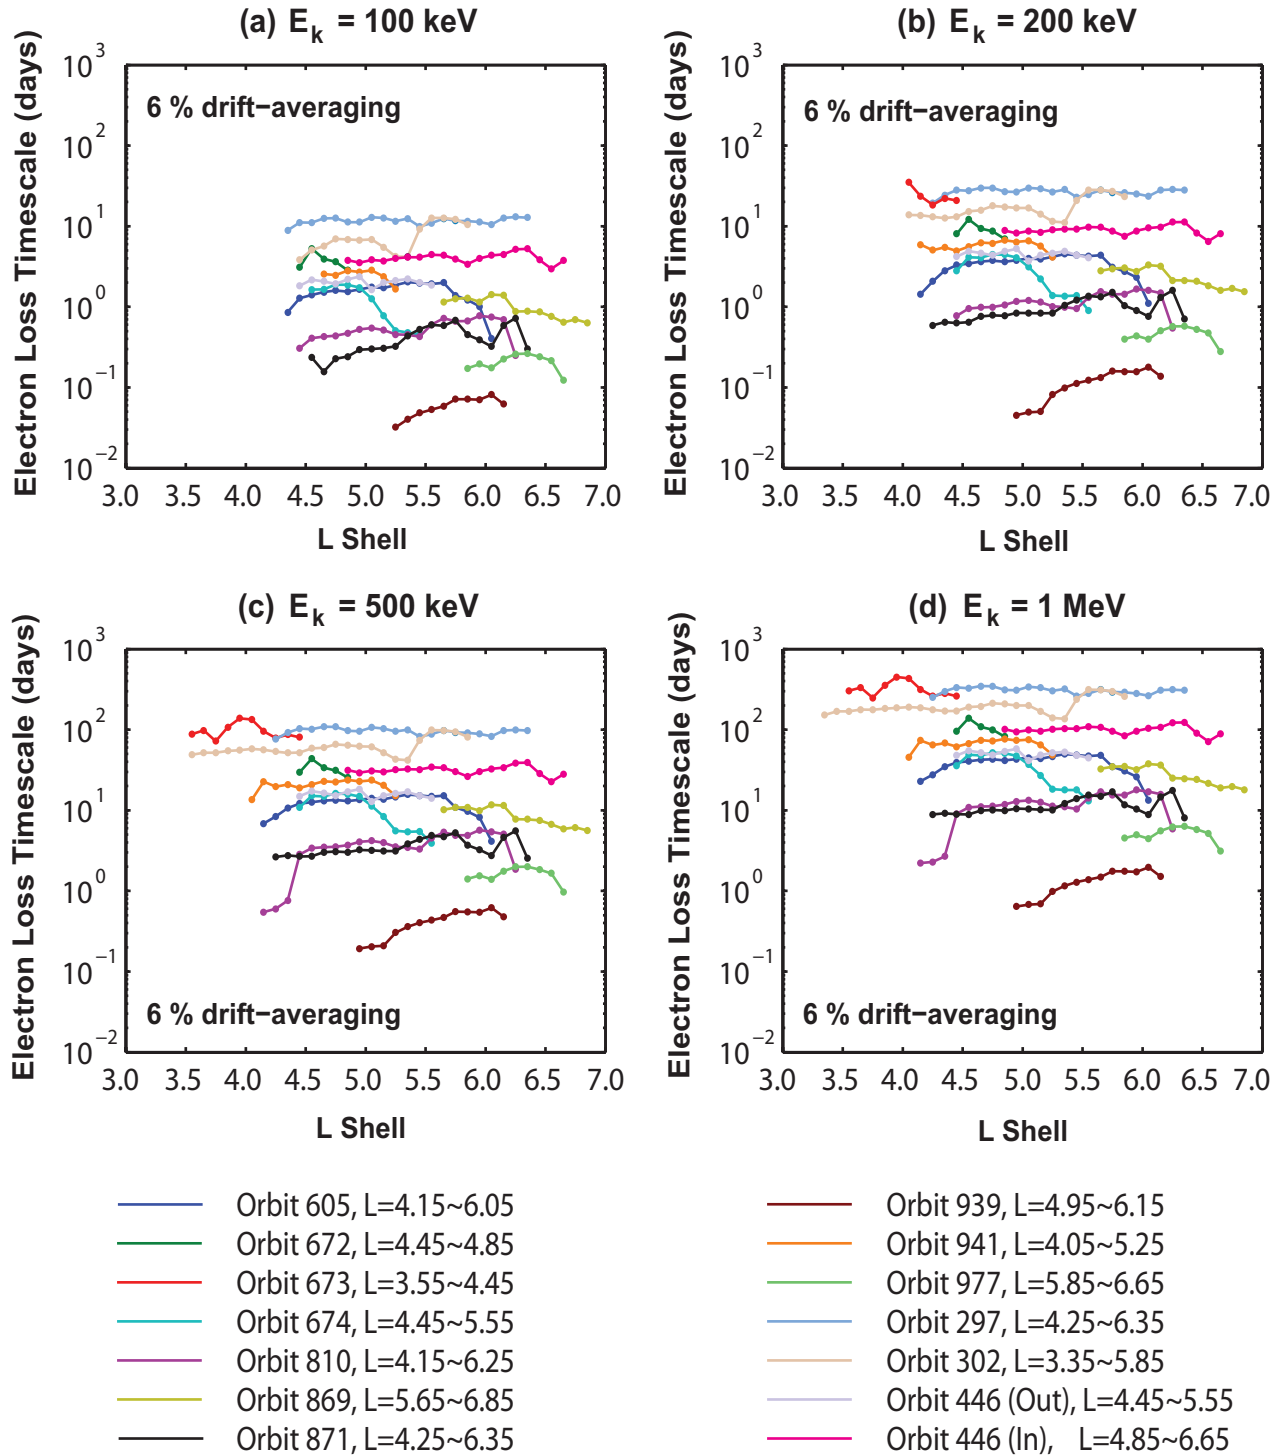 (a) E_k = 100 keV
(b) E_k = 200 keV
Electron Loss Timescale (days)
10^3
10^2
10^1
10^0
10^-1
10^-2
6 % drift-averaging
3.0 4.0 4.5 5.0 5.5 6.0 6.5 7.0
L Shell
Electron Loss Timescale (days)
10^3
10^2
10^1
10^0
10^-1
10^-2
6 % drift-averaging
3.0 3.5 4.0 4.5 5.0 5.5 6.0 6.5 7.0
L Shell
(c) E_k = 500 keV
(d) E_k = 1 MeV
Electron Loss Timescale (days)
10^3
10^2
10^1
10^0
10^-1
10^-2
6 % drift-averaging
3.0 3.5 4.0 4.5 5.0 5.5 6.0 6.5 7.0
L Shell
Electron Loss Timescale (days)
10^3
10^2
10^1
10^0
10^-1
10^-2
6 % drift-averaging
3.0 3.5 4.0 4.5 5.0 5.5 6.0 6.5 7.0
L Shell
Orbit 605, L=4.15~6.05
Orbit 672, L=4.45~4.85
Orbit 673, L=3.55~4.45
Orbit 674, L=4.45~5.55
Orbit 810, L=4.15~6.25
Orbit 869, L=5.65~6.85
Orbit 871, L=4.25~6.35
Orbit 939, L=4.95~6.15
Orbit 941, L=4.05~5.25
Orbit 977, L=5.85~6.65
Orbit 297, L=4.25~6.35
Orbit 302, L=3.35~5.85
Orbit 446 (Out), L=4.45~5.55
Orbit 446 (In), L=4.85~6.65